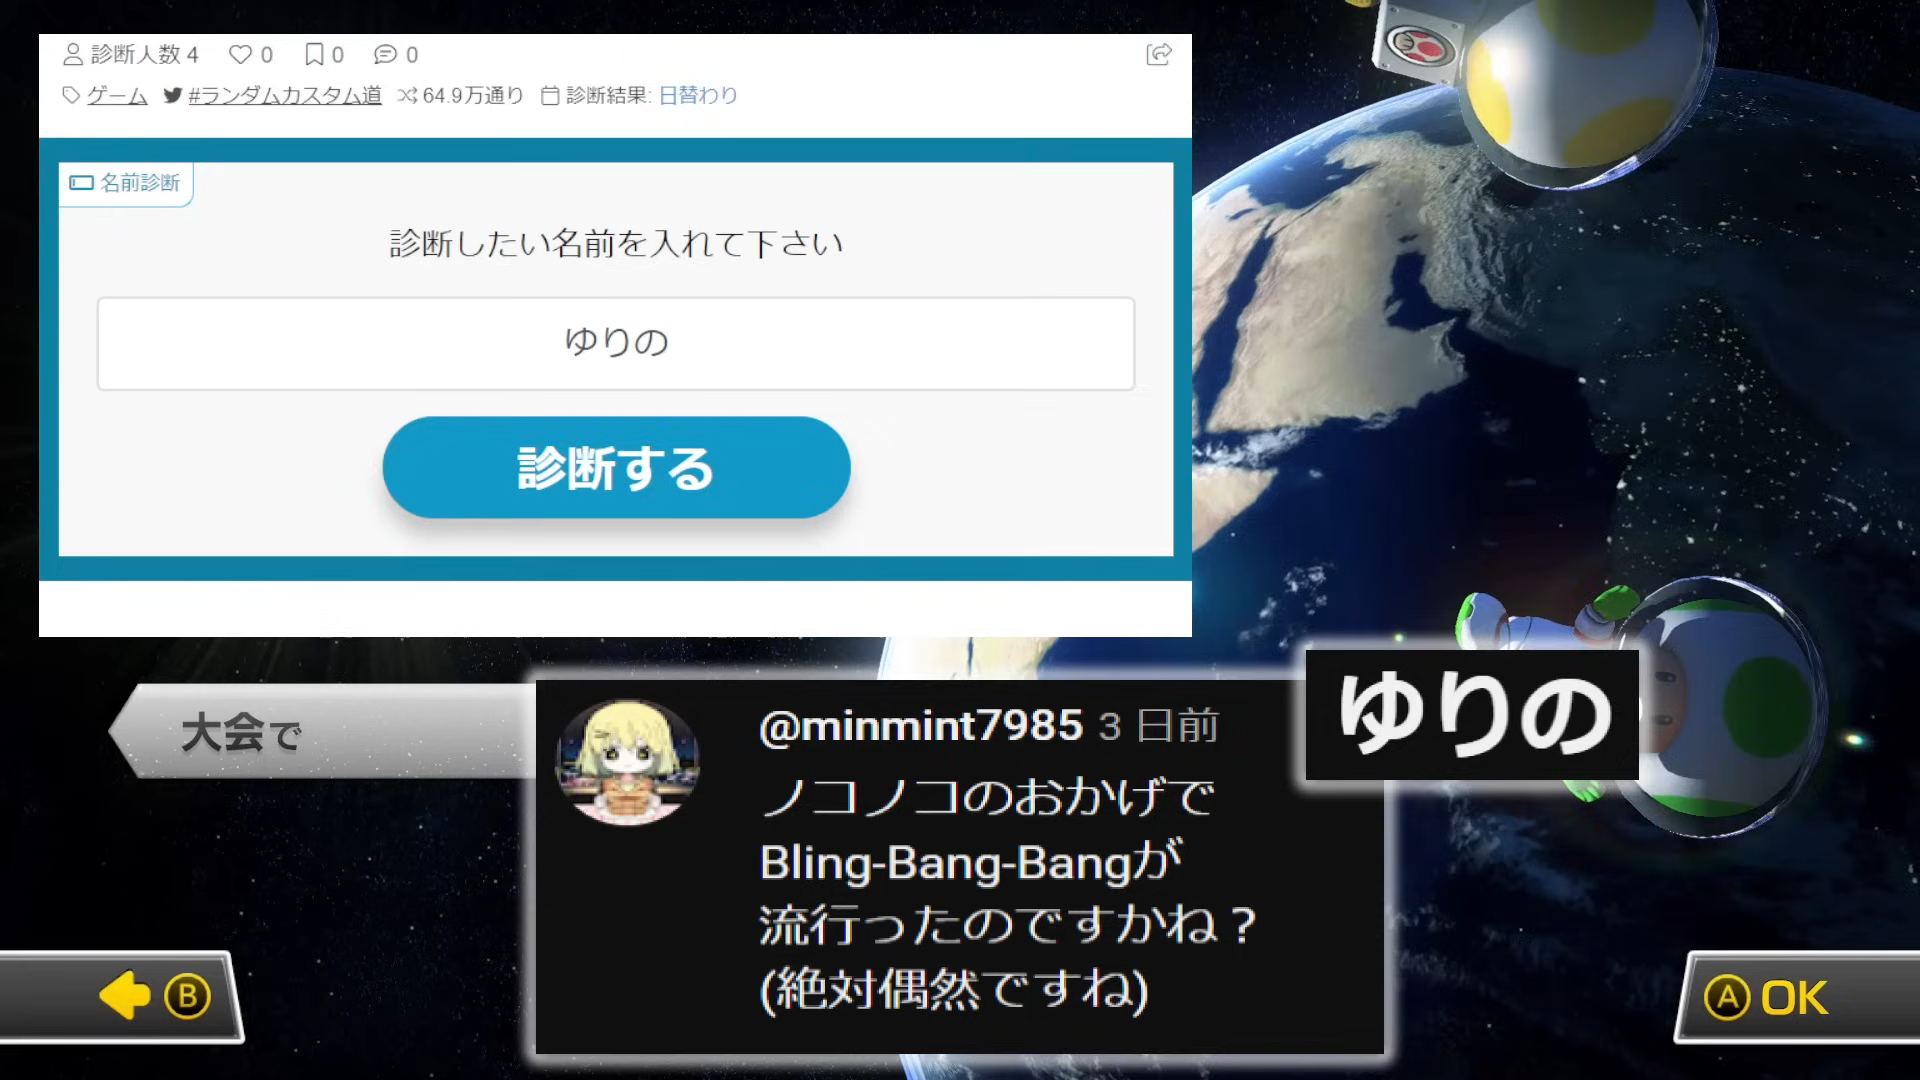 診断人数 4 0 0 0
ゲーム #ランダムカスタム道 64.9万通り 診断結果: 日替わり
名前診断
診断したい名前を入れて下さい
ゆりの
診断する
大会で
@minmint7985 3 日前
ゆりの
ノコノコのおかげで
Bling-Bang-Bangが
流行ったのですかね？
(絶対偶然ですね)
B
A OK